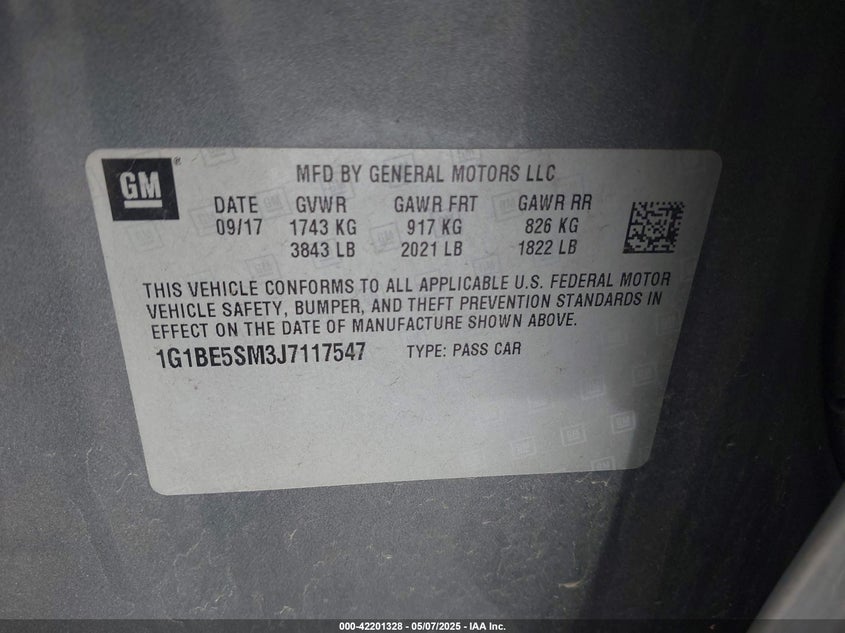 GM®
MFD BY GENERAL MOTORS LLC
DATE GVWR GAWR FRT GAWR RR
09/17 1743 KG 917 KG 826 KG
3843 LB 2021 LB 1822 LB
THIS VEHICLE CONFORMS TO ALL APPLICABLE U.S. FEDERAL MOTOR
VEHICLE SAFETY, BUMPER, AND THEFT PREVENTION STANDARDS IN
EFFECT ON THE DATE OF MANUFACTURE SHOWN ABOVE.
1G1BE5SM3J7117547 TYPE: PASS CAR
000-42201328 — 05/07/2025 — IAA Inc.